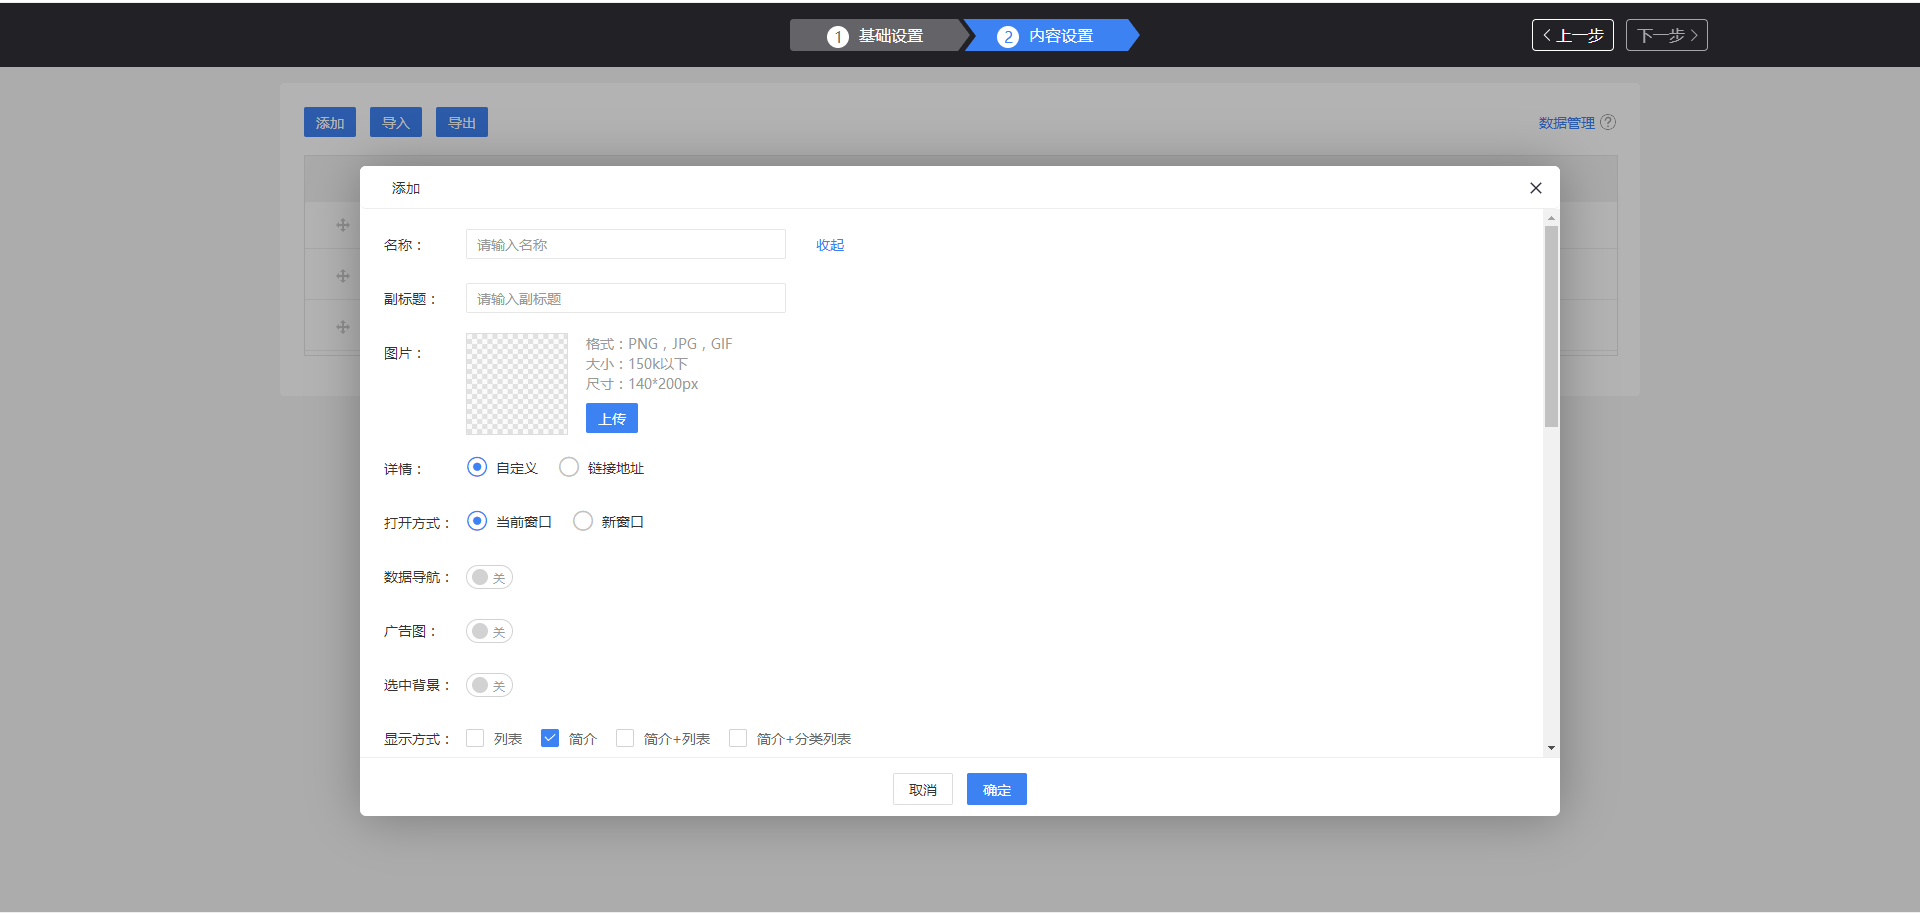 1 基础设置 2 内容设置 上一步 下一步
添加 导入 导出 数据管理 ?
添加
名称： 请输入名称 收起
副标题： 请输入副标题
图片：
格式：PNG，JPG，GIF
大小：150k以下
尺寸：140*200px
上传
详情： 自定义 链接地址
打开方式： 当前窗口 新窗口
数据导航： 关
广告图： 关
选中背景： 关
显示方式： 列表 简介 简介+列表 简介+分类列表
取消 确定